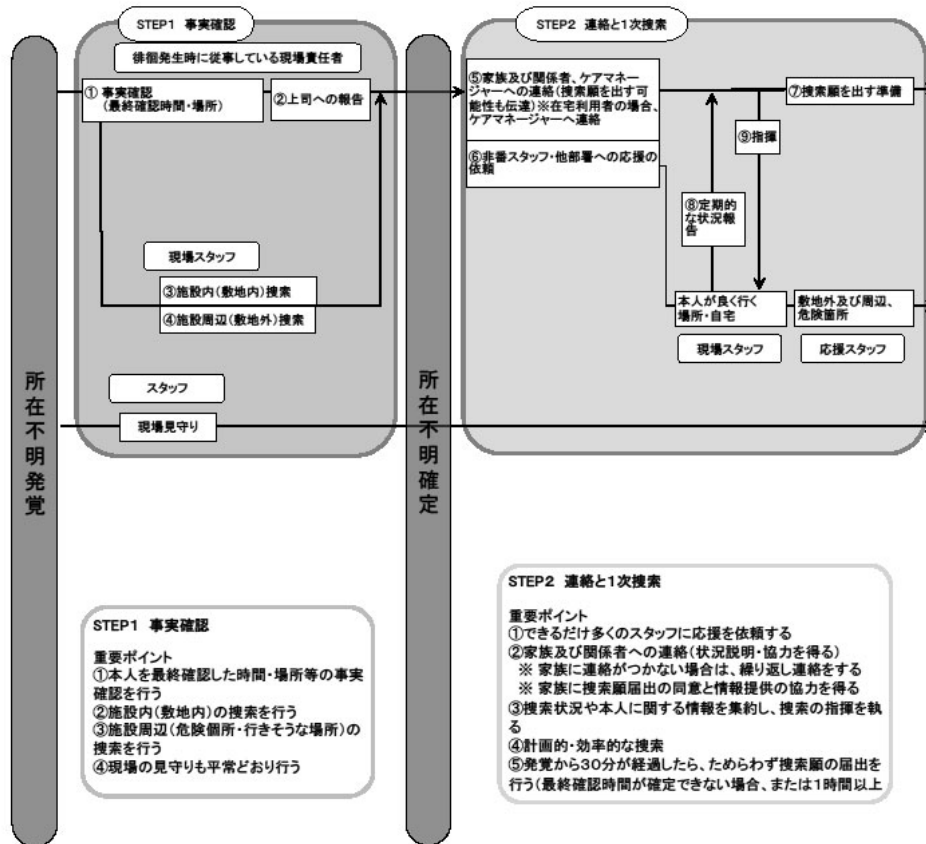 STEP1 事実確認
徘徊発生時に従事している現場責任者
① 事実確認
(最終確認時間・場所)
②上司への報告
現場スタッフ
③施設内(敷地内)捜索
④施設周辺(敷地外)捜索
スタッフ
現場見守り
所在不明発覚
STEP2 連絡と1次捜索
⑤家族及び関係者、ケアマネー
ジャーへの連絡(捜索願を出す可
能性も伝達)※在宅利用者の場合、
ケアマネージャーへ連絡
⑥非番スタッフ・他部署への応援の
依頼
⑦捜索願を出す準備
⑨指揮
⑧定期的
な状況報
告
本人が良く行く
場所・自宅
敷地外及び周辺、
危険箇所
現場スタッフ
応援スタッフ
所在不明確定
STEP1 事実確認
重要ポイント
①本人を最終確認した時間・場所等の事実
確認を行う
②施設内(敷地内)の捜索を行う
③施設周辺(危険個所・行きそうな場所)の
捜索を行う
④現場の見守りも平常どおり行う
STEP2 連絡と1次捜索
重要ポイント
①できるだけ多くのスタッフに応援を依頼する
②家族及び関係者への連絡(状況説明・協力を得る)
※ 家族に連絡がつかない場合は、繰り返し連絡をする
※ 家族に捜索願届出の同意と情報提供の協力を得る
③捜索状況や本人に関する情報を集約し、捜索の指揮を執
る
④計画的・効率的な捜索
⑤発覚から30分が経過したら、ためらわず捜索願の届出を
行う(最終確認時間が確定できない場合、または1時間以上